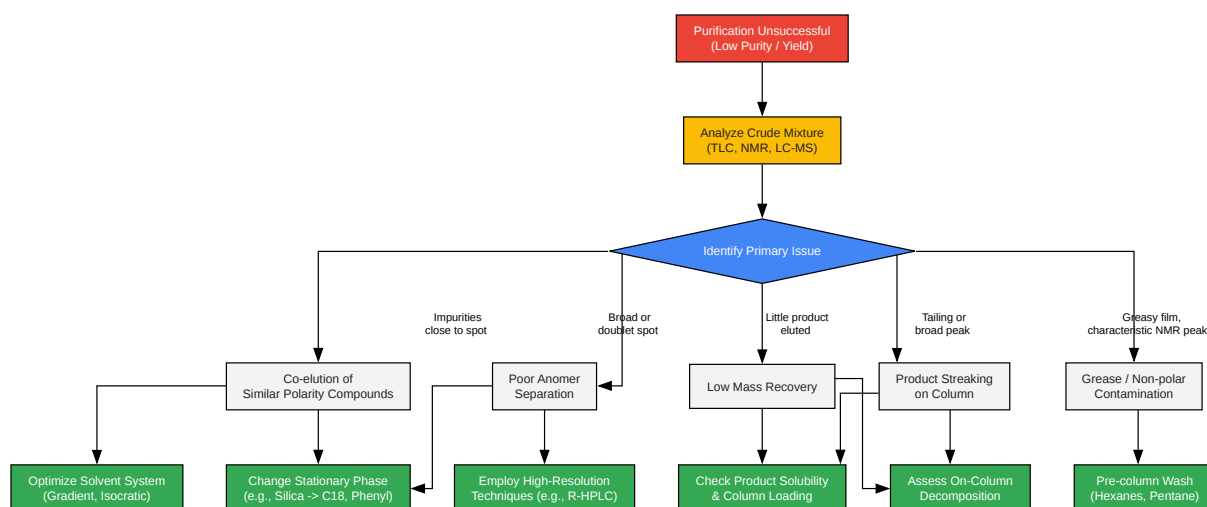 Purification Unsuccessful
(Low Purity / Yield)
Analyze Crude Mixture
(TLC, NMR, LC-MS)
Identify Primary Issue
Impurities
close to spot
Broad or
doublet spot
Little product
eluted
Tailing or
broad peak
Greasy film,
characteristic NMR peak
Co-elution of
Similar Polarity Compounds
Poor Anomer
Separation
Low Mass Recovery
Product Streaking
on Column
Grease / Non-polar
Contamination
Optimize Solvent System
(Gradient, Isocratic)
Change Stationary Phase
(e.g., Silica -> C18, Phenyl)
Employ High-Resolution
Techniques (e.g., R-HPLC)
Check Product Solubility
& Column Loading
Assess On-Column
Decomposition
Pre-column Wash
(Hexanes, Pentane)